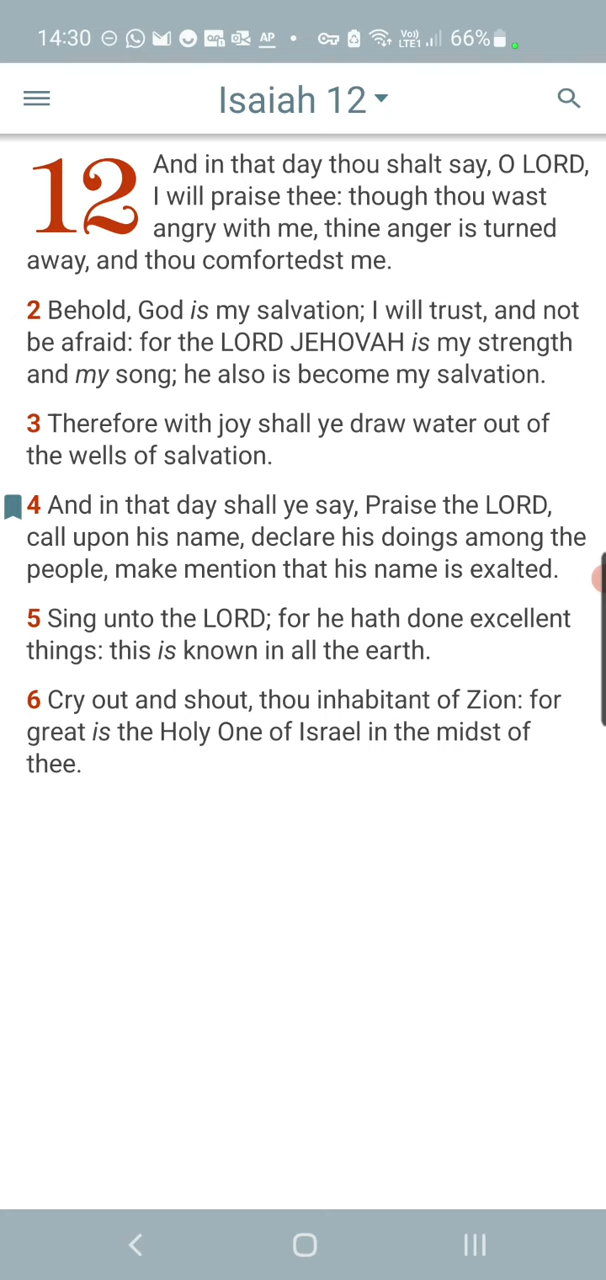 14:30 AP Vo)) LTE1 66%
Isaiah 12
12 And in that day thou shalt say, O LORD,
I will praise thee: though thou wast
angry with me, thine anger is turned
away, and thou comfortedst me.
2 Behold, God is my salvation; I will trust, and not
be afraid: for the LORD JEHOVAH is my strength
and my song; he also is become my salvation.
3 Therefore with joy shall ye draw water out of
the wells of salvation.
4 And in that day shall ye say, Praise the LORD,
call upon his name, declare his doings among the
people, make mention that his name is exalted.
5 Sing unto the LORD; for he hath done excellent
things: this is known in all the earth.
6 Cry out and shout, thou inhabitant of Zion: for
great is the Holy One of Israel in the midst of
thee.